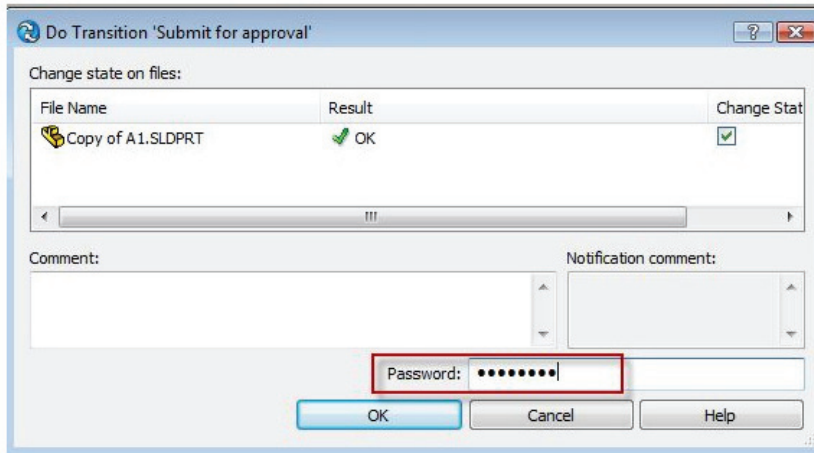 Do Transition 'Submit for approval'
Change state on files:
File Name Result Change Stat
Copy of A1.SLDPRT OK
Comment: Notification comment:
Password: ••••••••
OK Cancel Help